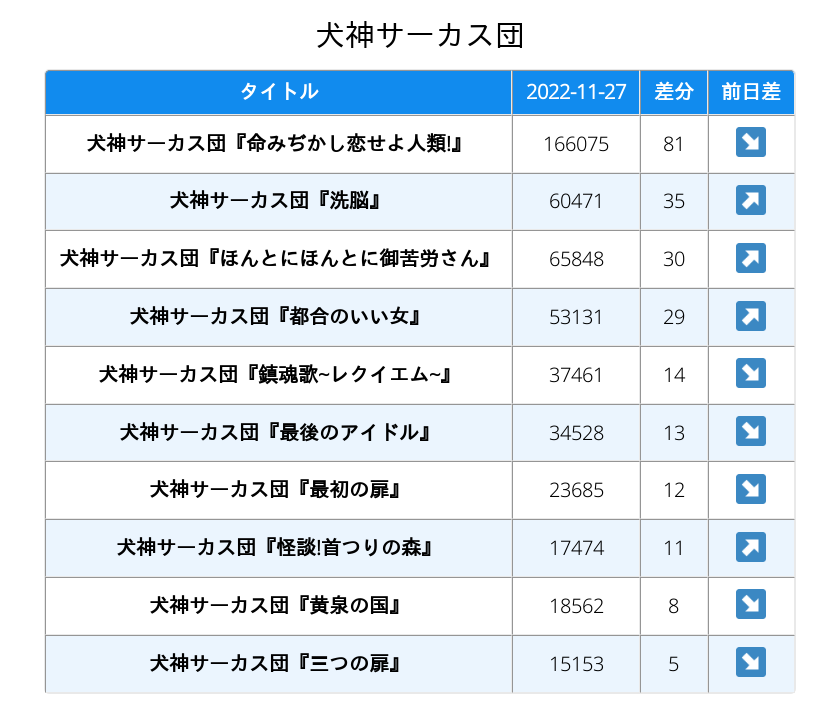 犬神サーカス団
タイトル 2022-11-27 差分 前日差
犬神サーカス団『命みぢかし恋せよ人類!』 166075 81 ↘
犬神サーカス団『洗脳』 60471 35 ↗
犬神サーカス団『ほんとにほんとに御苦労さん』 65848 30 ↗
犬神サーカス団『都合のいい女』 53131 29 ↗
犬神サーカス団『鎮魂歌~レクイエム~』 37461 14 ↘
犬神サーカス団『最後のアイドル』 34528 13 ↘
犬神サーカス団『最初の扉』 23685 12 ↘
犬神サーカス団『怪談!首つりの森』 17474 11 ↗
犬神サーカス団『黄泉の国』 18562 8 ↘
犬神サーカス団『三つの扉』 15153 5 ↘